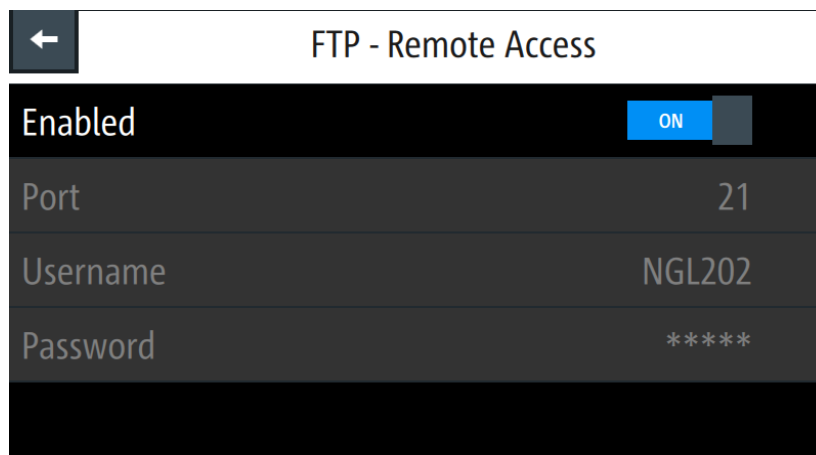 FTP - Remote Access
Enabled ON
Port 21
Username NGL202
Password *****